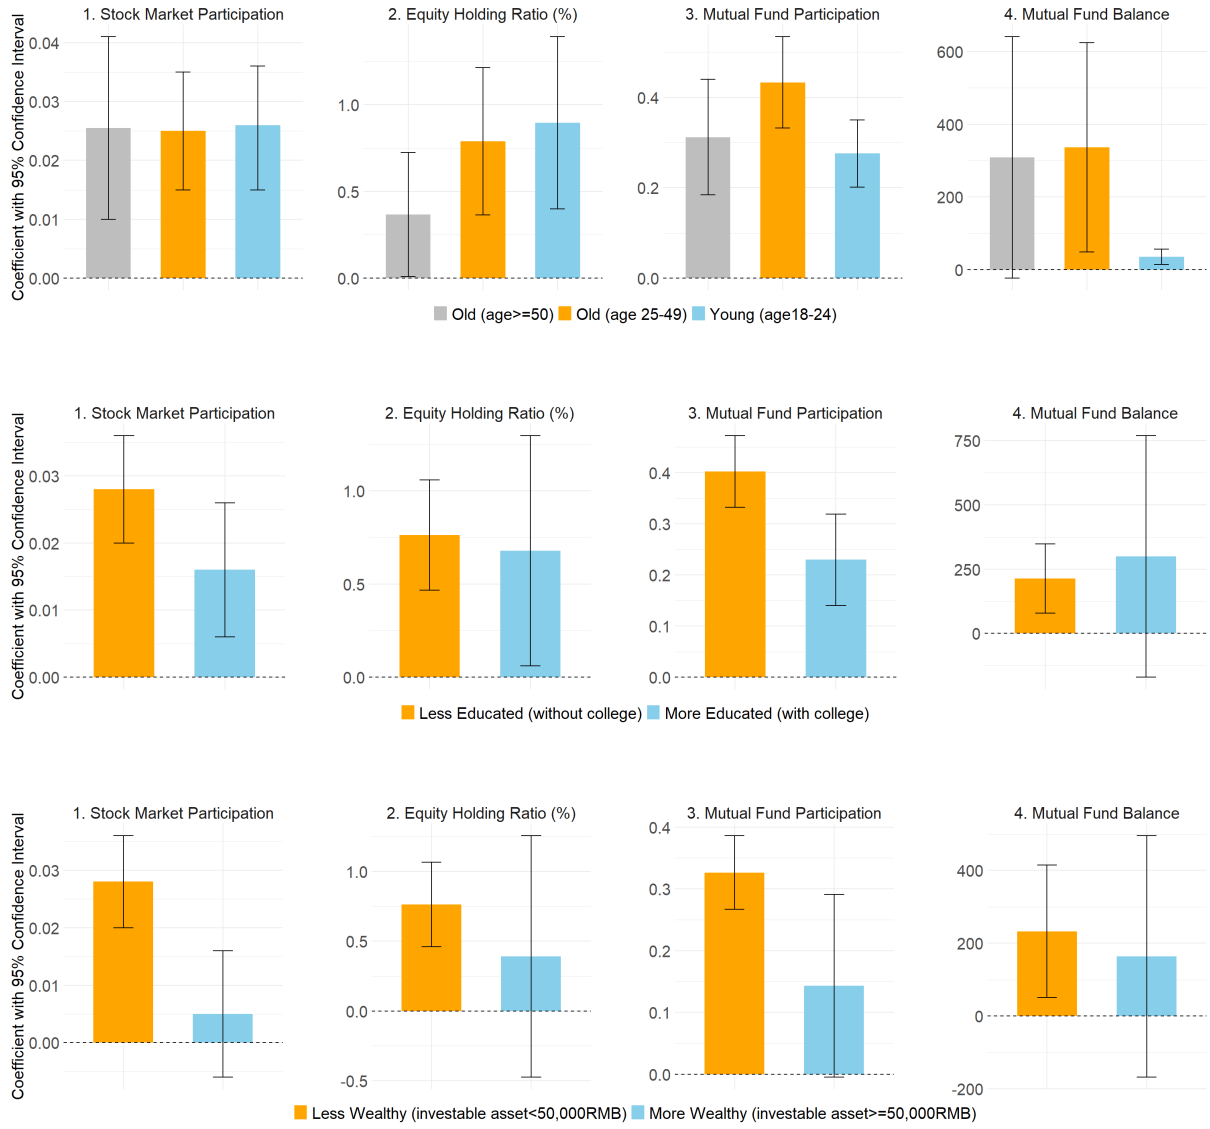 1. Stock Market Participation
2. Equity Holding Ratio (%)
3. Mutual Fund Participation
4. Mutual Fund Balance
Coefficient with 95% Confidence Interval
0.04
0.03
0.02
0.01
0.00
1.0
0.5
0.0
0.4
0.2
0.0
600
400
200
0
Old (age>=50) Old (age 25-49) Young (age18-24)
1. Stock Market Participation
2. Equity Holding Ratio (%)
3. Mutual Fund Participation
4. Mutual Fund Balance
Coefficient with 95% Confidence Interval
0.03
0.02
0.01
0.00
1.0
0.5
0.0
0.4
0.3
0.2
0.1
0.0
750
500
250
0
Less Educated (without college) More Educated (with college)
1. Stock Market Participation
2. Equity Holding Ratio (%)
3. Mutual Fund Participation
4. Mutual Fund Balance
Coefficient with 95% Confidence Interval
0.03
0.02
0.01
0.00
1.0
0.5
0.0
-0.5
0.4
0.3
0.2
0.1
0.0
400
200
0
-200
Less Wealthy (investable asset<50,000RMB) More Wealthy (investable asset>=50,000RMB)